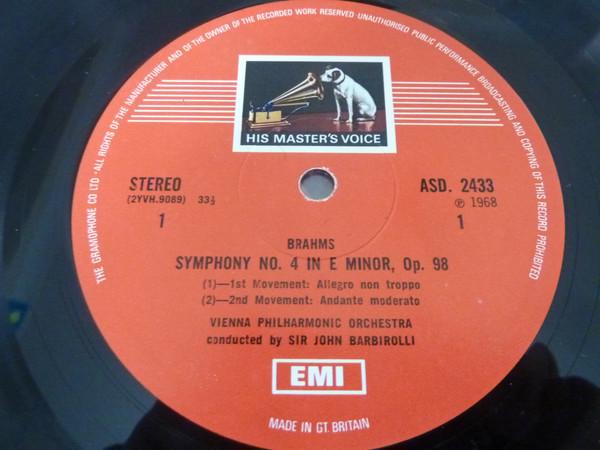 THE GRAMOPHONE CO LTD · ALL RIGHTS OF THE MANUFACTURER AND OF THE OWNER OF THE RECORDED WORK RESERVED UNAUTHORISED PUBLIC PERFORMANCE BROADCASTING AND COPYING OF THIS RECORD PROHIBITED
HIS MASTER'S VOICE
STEREO
(2YVH.9089) 33⅓
1
ASD. 2433
℗ 1968
1
BRAHMS
SYMPHONY NO. 4 IN E MINOR, Op. 98
(1)—1st Movement: Allegro non troppo
(2)—2nd Movement: Andante moderato
VIENNA PHILHARMONIC ORCHESTRA
conducted by SIR JOHN BARBIROLLI
EMI
MADE IN GT. BRITAIN